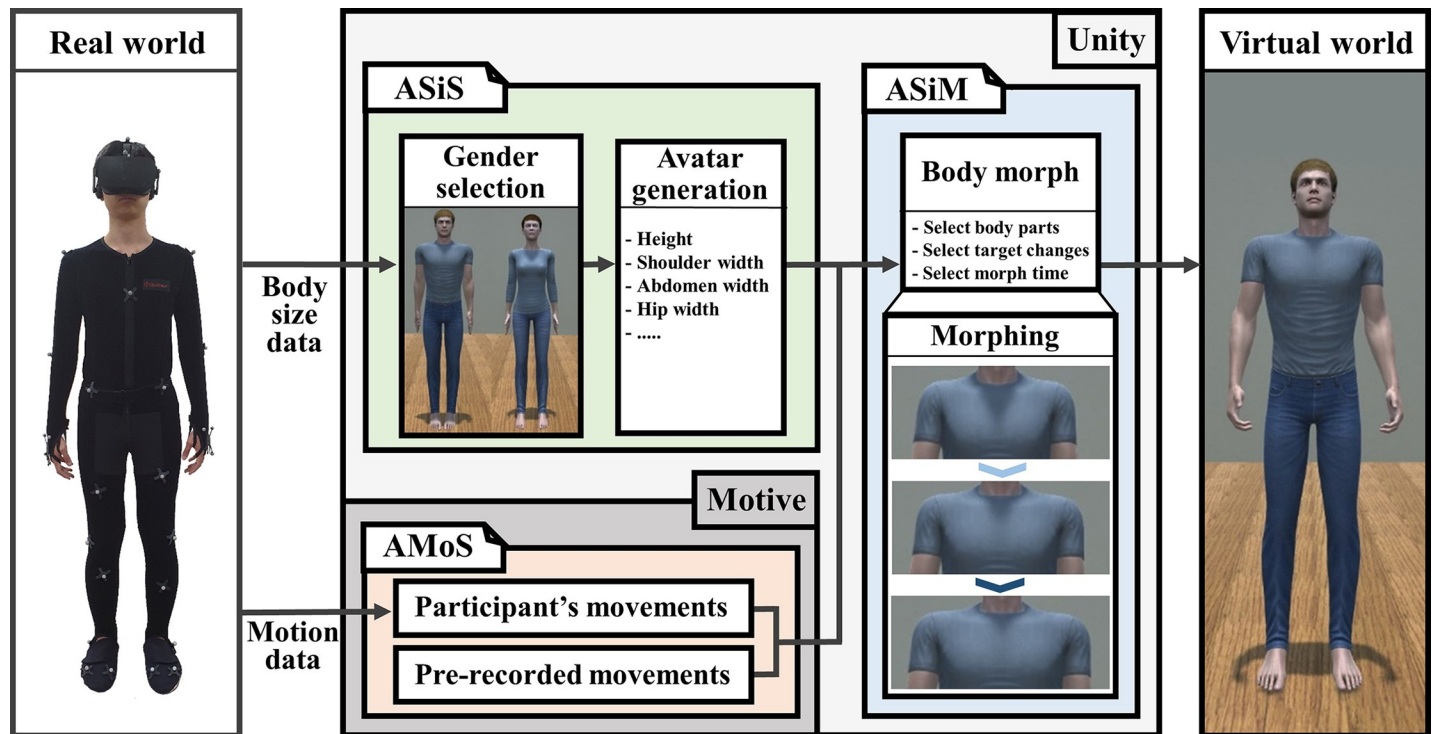 Real world
Body
size
data
Motion
data
Unity
ASiS
Gender
selection
Avatar
generation
- Height
- Shoulder width
- Abdomen width
- Hip width
- .....
Motive
AMoS
Participant’s movements
Pre-recorded movements
ASiM
Body morph
- Select body parts
- Select target changes
- Select morph time
Morphing
Virtual world